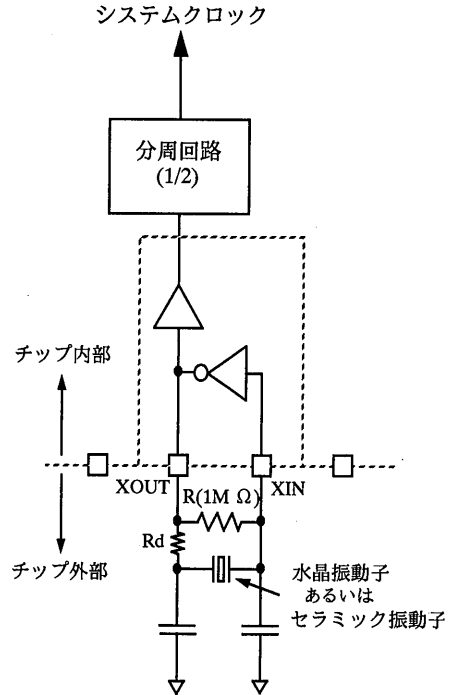 システムクロック
分周回路
(1/2)
チップ内部
XOUT
R(1M Ω)
XIN
Rd
チップ外部
水晶振動子
あるいは
セラミック振動子